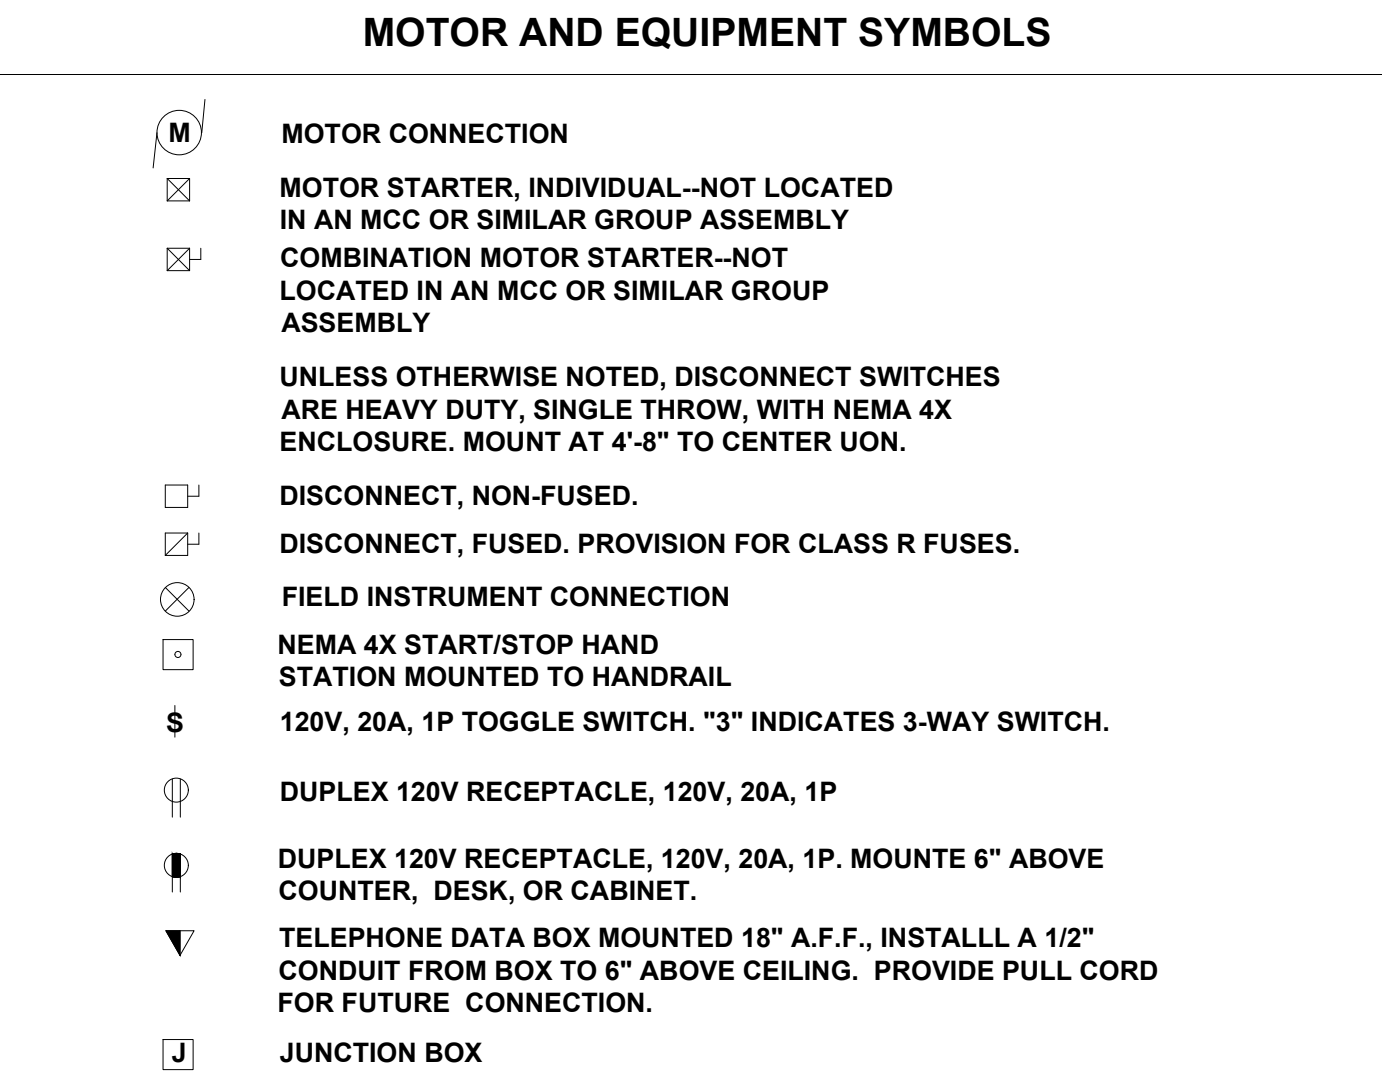 MOTOR AND EQUIPMENT SYMBOLS
M MOTOR CONNECTION
MOTOR STARTER, INDIVIDUAL--NOT LOCATED
IN AN MCC OR SIMILAR GROUP ASSEMBLY
COMBINATION MOTOR STARTER--NOT
LOCATED IN AN MCC OR SIMILAR GROUP
ASSEMBLY
UNLESS OTHERWISE NOTED, DISCONNECT SWITCHES
ARE HEAVY DUTY, SINGLE THROW, WITH NEMA 4X
ENCLOSURE. MOUNT AT 4'-8" TO CENTER UON.
DISCONNECT, NON-FUSED.
DISCONNECT, FUSED. PROVISION FOR CLASS R FUSES.
FIELD INSTRUMENT CONNECTION
NEMA 4X START/STOP HAND
STATION MOUNTED TO HANDRAIL
$ 120V, 20A, 1P TOGGLE SWITCH. "3" INDICATES 3-WAY SWITCH.
DUPLEX 120V RECEPTACLE, 120V, 20A, 1P
DUPLEX 120V RECEPTACLE, 120V, 20A, 1P. MOUNTE 6" ABOVE
COUNTER,  DESK, OR CABINET.
TELEPHONE DATA BOX MOUNTED 18" A.F.F., INSTALLL A 1/2"
CONDUIT FROM BOX TO 6" ABOVE CEILING.  PROVIDE PULL CORD
FOR FUTURE  CONNECTION.
J JUNCTION BOX